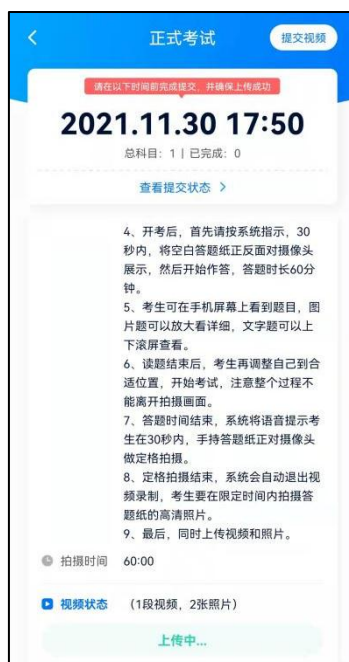 正式考试
提交视频
请在以下时间前完成提交，并确保上传成功
2021.11.30 17:50
总科目：1 | 已完成：0
查看提交状态 >
4、开考后，首先请按系统指示，30
秒内，将空白答题纸正反面对摄像头
展示，然后开始作答，答题时长60分
钟。
5、考生可在手机屏幕上看到题目，图
片题可以放大看详细，文字题可以上
下滚屏查看。
6、读题结束后，考生再调整自己到合
适位置，开始考试，注意整个过程不
能离开拍摄画面。
7、答题时间结束，系统将语音提示考
生在30秒内，手持答题纸正对摄像头
做定格拍摄。
8、定格拍摄结束，系统会自动退出视
频录制，考生要在限定时间内拍摄答
题纸的高清照片。
9、最后，同时上传视频和照片。
拍摄时间 60:00
视频状态 （1段视频，2张照片）
上传中...